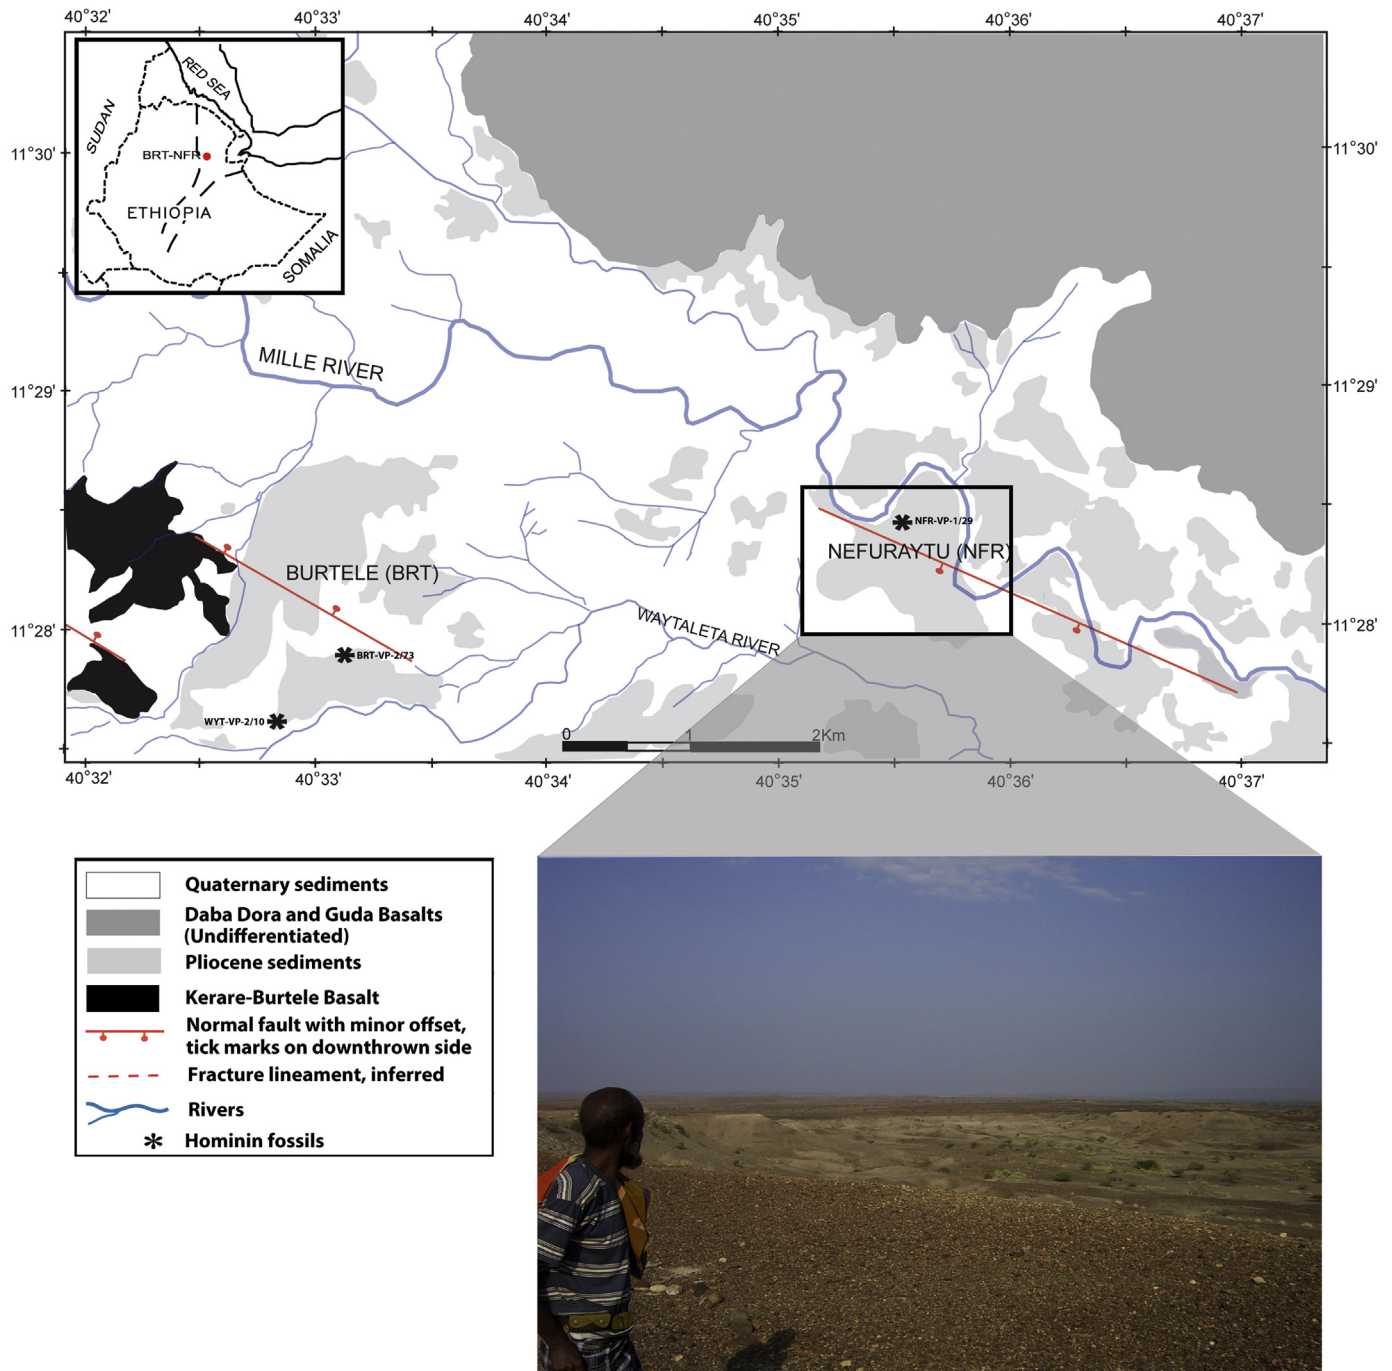 40°32' 40°33' 40°34' 40°35' 40°36' 40°37'
RED SEA
SUDAN
BRT-NFR
ETHIOPIA
SOMALIA
11°30' 11°30'
MILLE RIVER
11°29' 11°29'
NFR-VP-1/29
NEFURAYTU (NFR)
BURTELE (BRT)
WAYTALETA RIVER
11°28' 11°28'
BRT-VP-2/73
WYT-VP-2/10
0 1 2Km
40°32' 40°33' 40°34' 40°35' 40°36' 40°37'
Quaternary sediments
Daba Dora and Guda Basalts
(Undifferentiated)
Pliocene sediments
Kerare-Burtele Basalt
Normal fault with minor offset,
tick marks on downthrown side
Fracture lineament, inferred
Rivers
Hominin fossils